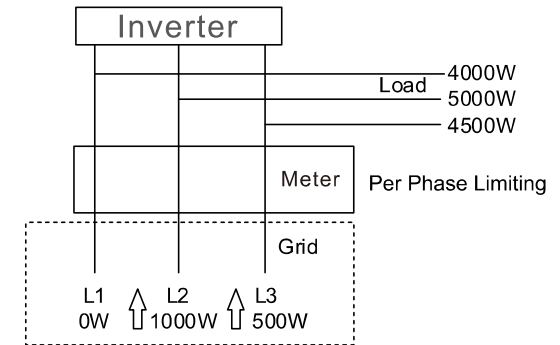 Inverter
4000W
Load
5000W
4500W
Meter
Per Phase Limiting
Grid
L1 L2 L3
0W 1000W 500W